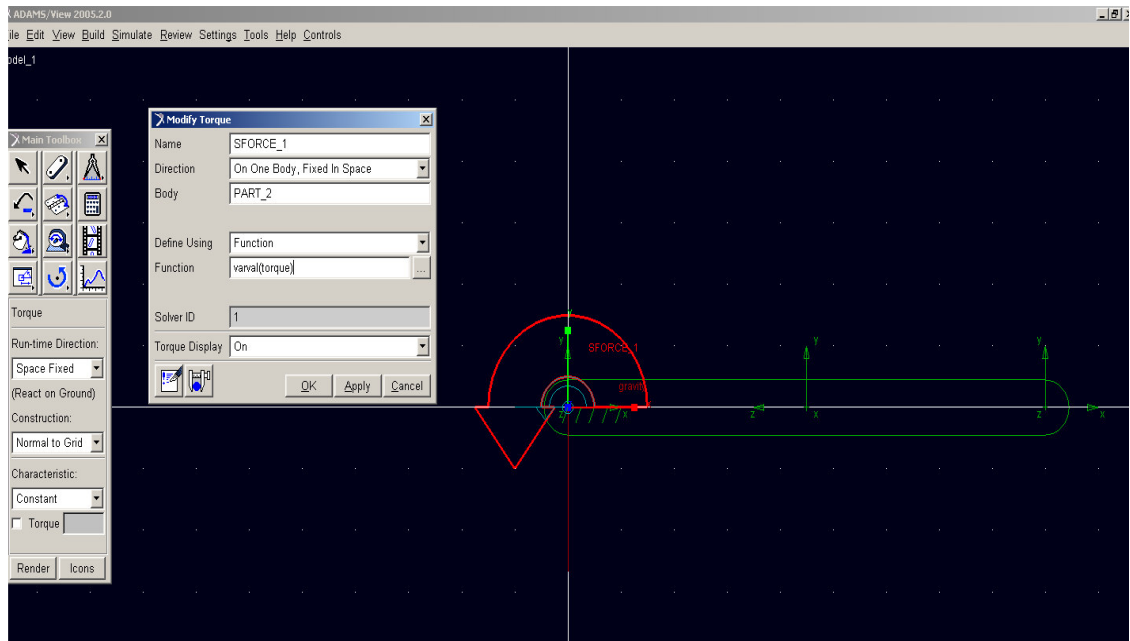 ADAMS/View 2005.2.0
ile Edit View Build Simulate Review Settings Tools Help Controls
odel_1
Modify Torque
Name SFORCE_1
Direction On One Body, Fixed In Space
Body PART_2
Define Using Function
Function varval(torque) ...
Solver ID 1
Torque Display On
OK Apply Cancel
Main Toolbox
Torque
Run-time Direction:
Space Fixed
(React on Ground)
Construction:
Normal to Grid
Characteristic:
Constant
Torque
Render Icons
y
SFORCE_1
gravit
z x
y
z x
y
z x